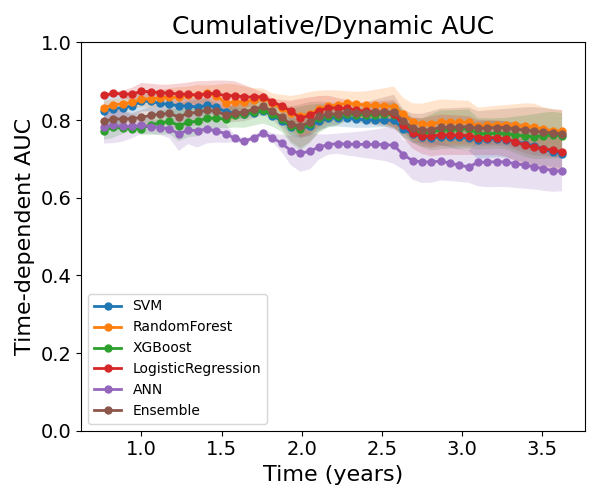 Cumulative/Dynamic AUC
Time-dependent AUC
1.0
0.8
0.6
0.4
0.2
0.0
SVM
RandomForest
XGBoost
LogisticRegression
ANN
Ensemble
1.0 1.5 2.0 2.5 3.0 3.5
Time (years)